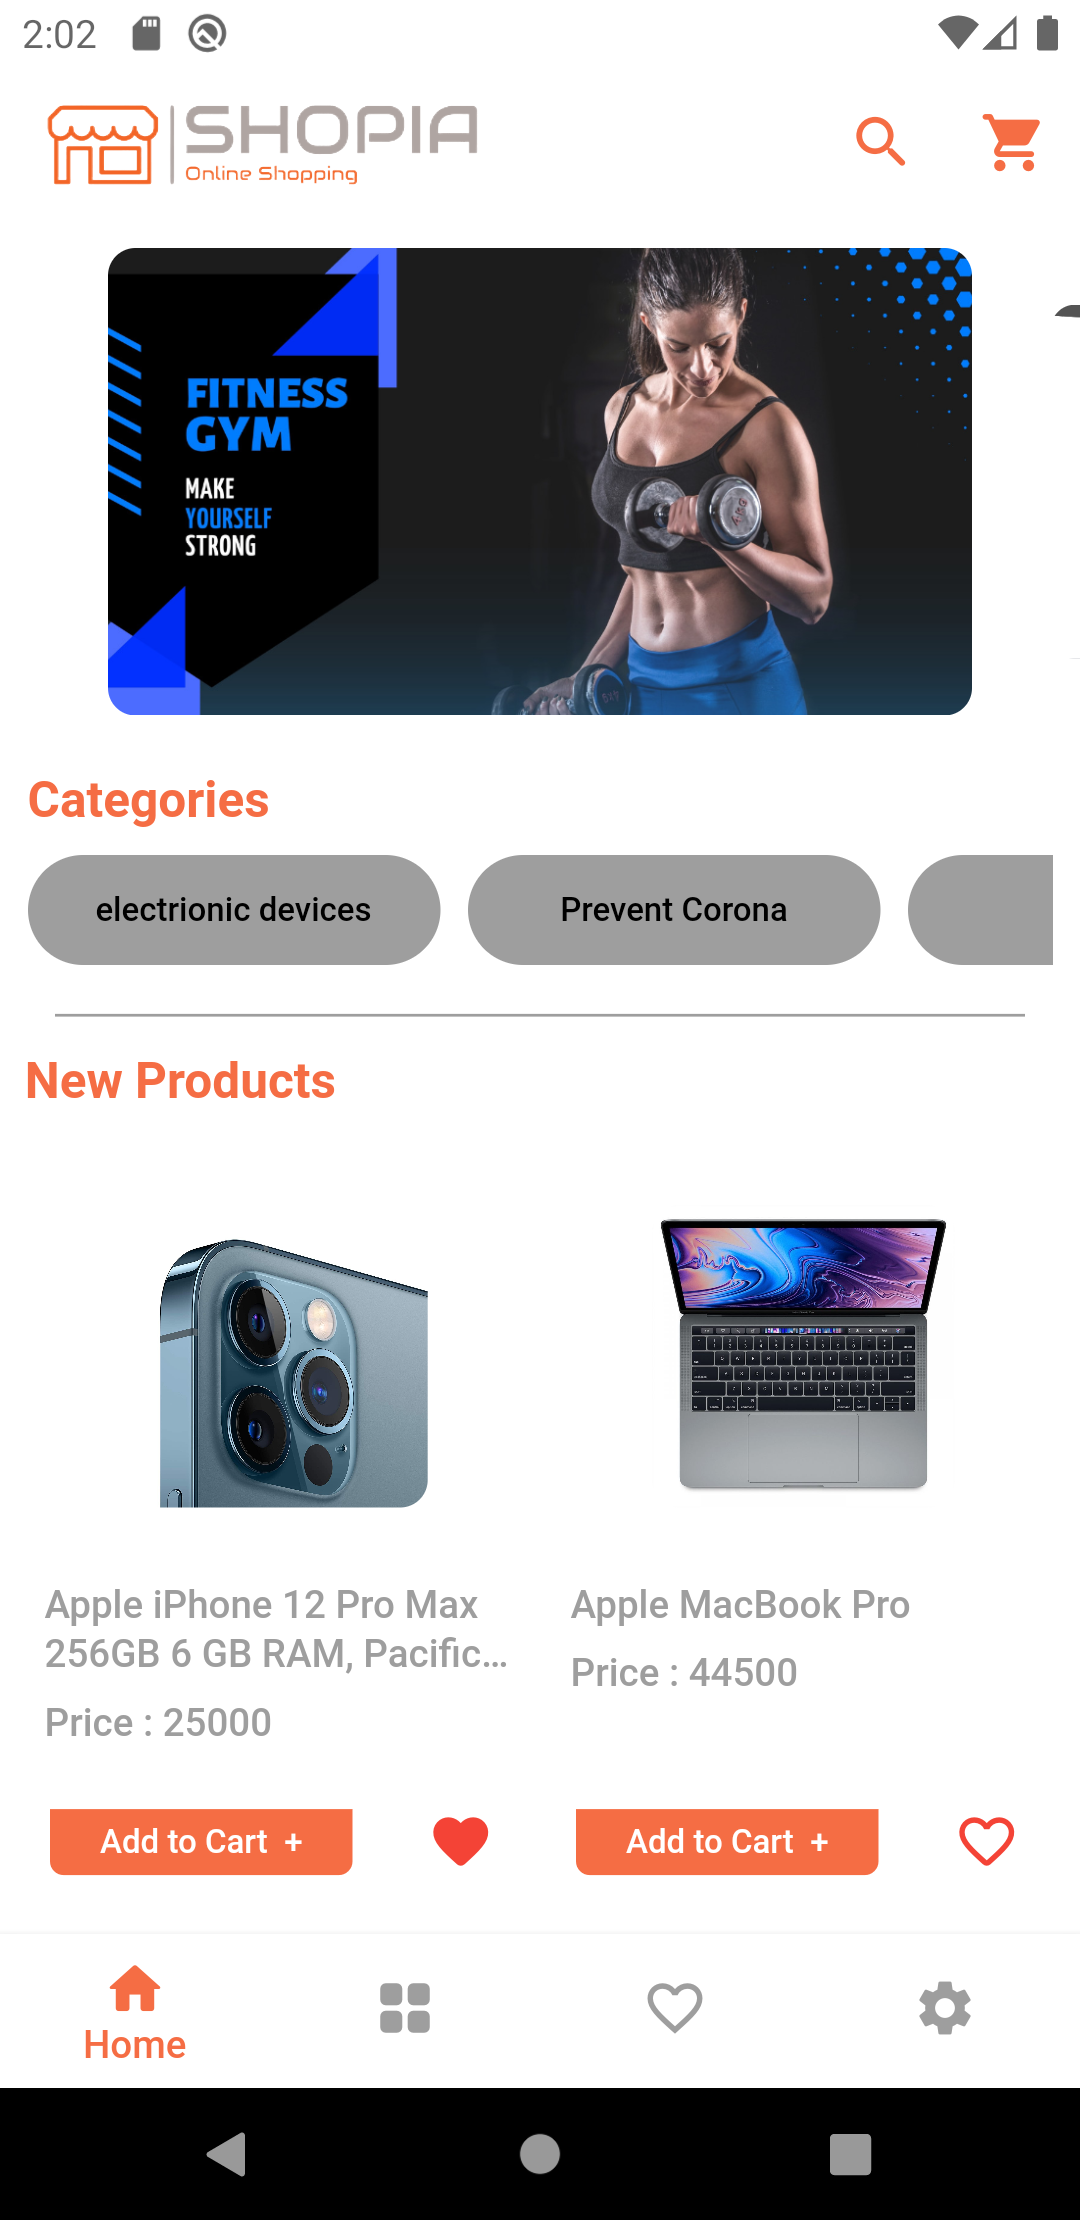 2:02
SHOPIA
Online Shopping
FITNESS
GYM
MAKE
YOURSELF
STRONG
Categories
electrionic devices
Prevent Corona
New Products
Apple iPhone 12 Pro Max
256GB 6 GB RAM, Pacific...
Price : 25000
Apple MacBook Pro
Price : 44500
Add to Cart +
Add to Cart +
Home